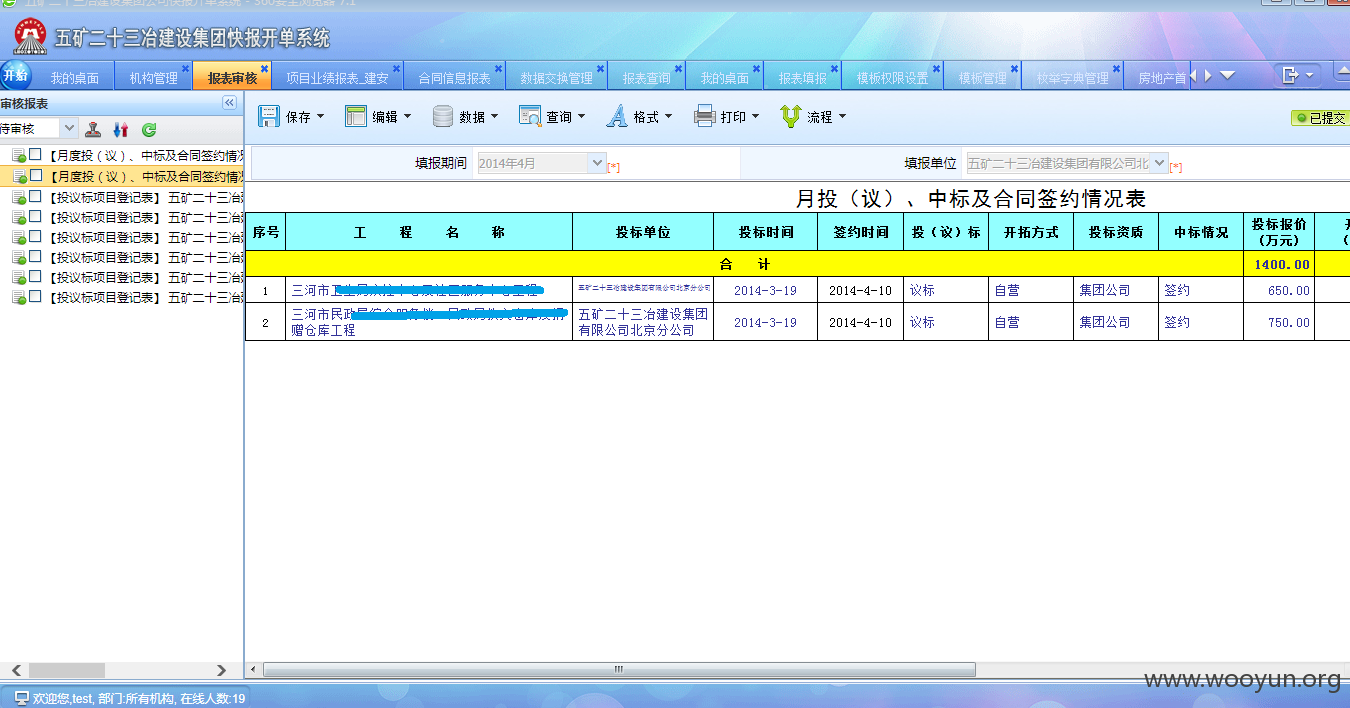 五矿二十三冶建设集团快报开单系统
开始 我的桌面 机构管理 报表审核 项目业绩报表_建安 合同信息报表 数据交换管理 报表查询 我的桌面 报表填报 模板权限设置 模板管理 枚举字典管理 房地产首
审核报表
待审核
保存 编辑 数据 查询 格式 打印 流程
已提交
【月度投（议）、中标及合同签约情况
【月度投（议）、中标及合同签约情况
【投议标项目登记表】 五矿二十三冶建
【投议标项目登记表】 五矿二十三冶建
【投议标项目登记表】 五矿二十三冶建
【投议标项目登记表】 五矿二十三冶建
【投议标项目登记表】 五矿二十三冶建
【投议标项目登记表】 五矿二十三冶建
填报期间 2014年4月 [*] 填报单位 五矿二十三冶建设集团有限公司北 [*]
月投（议）、中标及合同签约情况表
序号 工程名称 投标单位 投标时间 签约时间 投（议）标 开拓方式 投标资质 中标情况 投标报价
(万元)
合 计 1400.00
1 三河市 五矿二十三冶建设集团有限公司北京分公司 2014-3-19 2014-4-10 议标 自营 集团公司 签约 650.00
2 三河市民政
赠仓库工程 五矿二十三冶建设集团
有限公司北京分公司 2014-3-19 2014-4-10 议标 自营 集团公司 签约 750.00
www.wooyun.org
欢迎您,test, 部门:所有机构, 在线人数:19